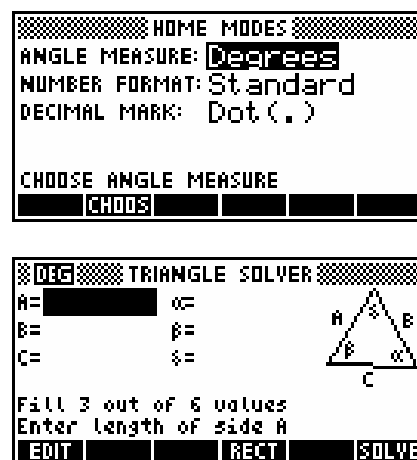 HOME MODES
ANGLE MEASURE: Degrees
NUMBER FORMAT: Standard
DECIMAL MARK: Dot(.)
CHOOSE ANGLE MEASURE
CHOOS
DEG TRIANGLE SOLVER
A= α=
B= β=
C= δ=
A δ B
β α
C
Fill 3 out of 6 values
Enter length of side A
EDIT RECT SOLVE